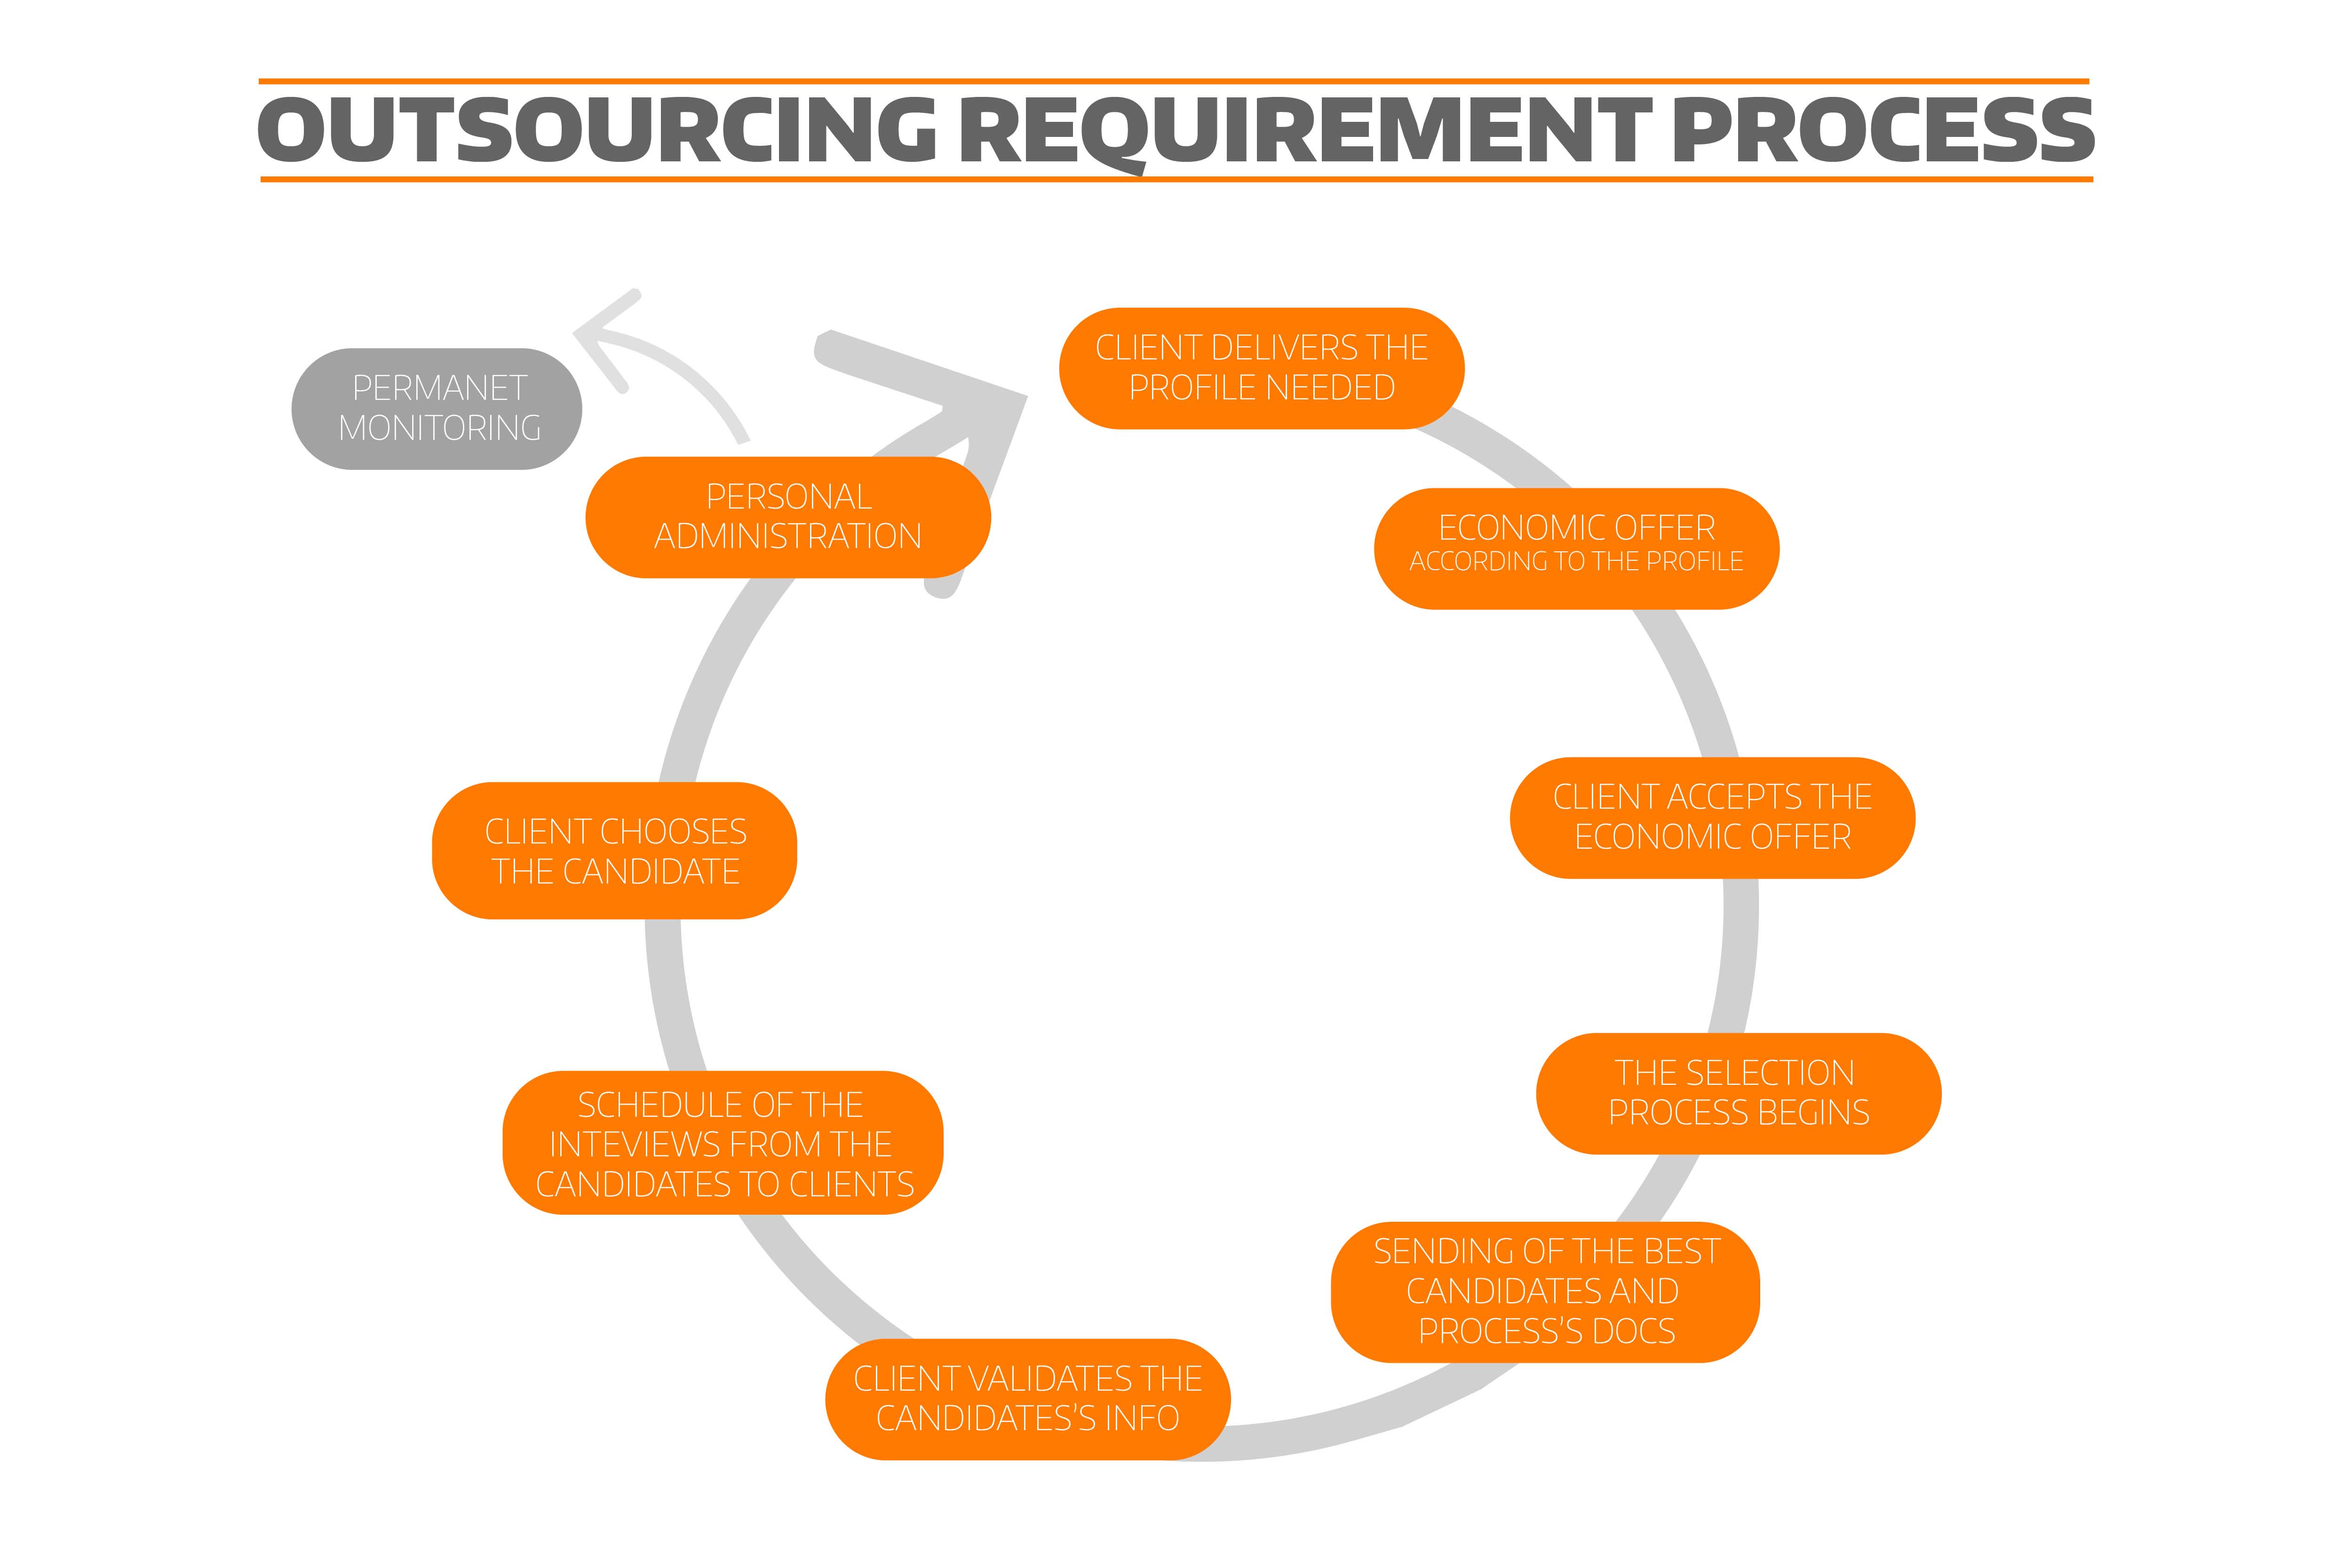 OUTSOURCING REQUIREMENT PROCESS
CLIENT DELIVERS THE
PROFILE NEEDED
ECONOMIC OFFER
ACCORDING TO THE PROFILE
CLIENT ACCEPTS THE
ECONOMIC OFFER
THE SELECTION
PROCESS BEGINS
SENDING OF THE BEST
CANDIDATES AND
PROCESS'S DOCS
CLIENT VALIDATES THE
CANDIDATES'S INFO
SCHEDULE OF THE
INTEVIEWS FROM THE
CANDIDATES TO CLIENTS
CLIENT CHOOSES
THE CANDIDATE
PERSONAL
ADMINISTRATION
PERMANET
MONITORING